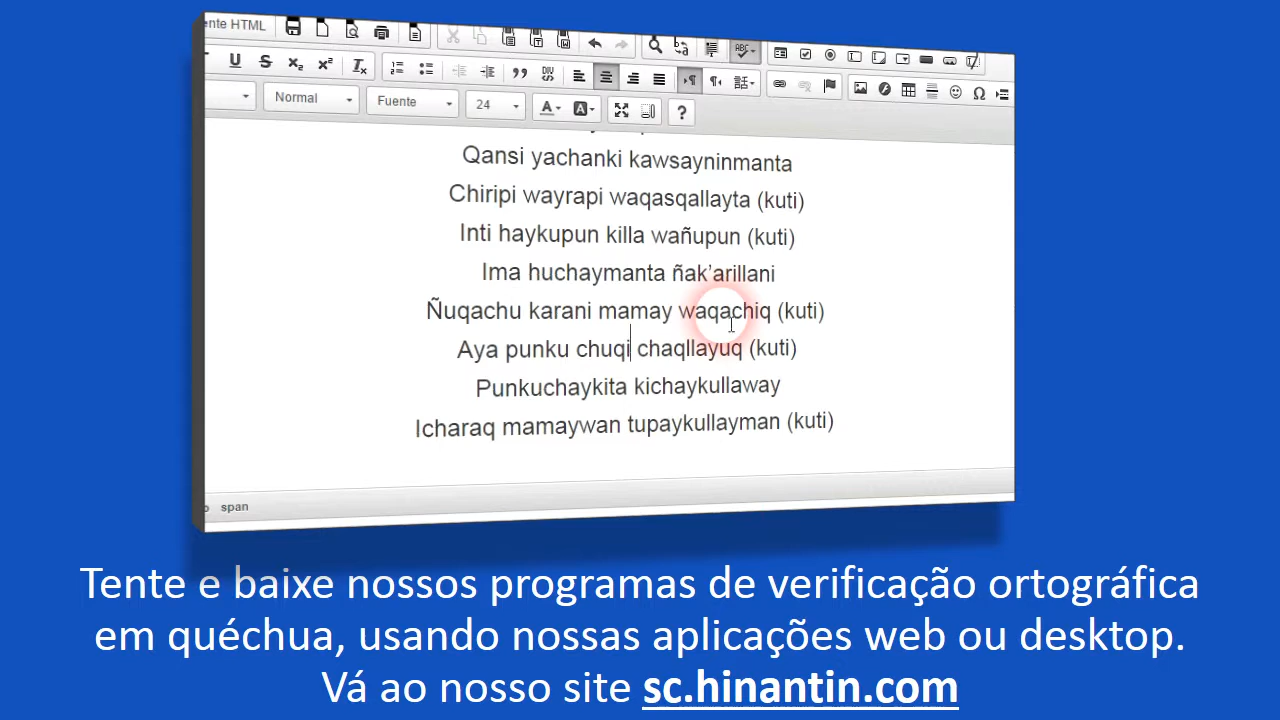 ente HTML
Normal Fuente 24
Qansi yachanki kawsayninmanta
Chiripi wayrapi waqasqallayta (kuti)
Inti haykupun killa wañupun (kuti)
Ima huchaymanta ñak'arillani
Ñuqachu karani mamay waqachiq (kuti)
Aya punku chuqi chaqllayuq (kuti)
Punkuchaykita kichaykullaway
Icharaq mamaywan tupaykullayman (kuti)
span
Tente e baixe nossos programas de verificação ortográfica
em quéchua, usando nossas aplicações web ou desktop.
Vá ao nosso site sc.hinantin.com